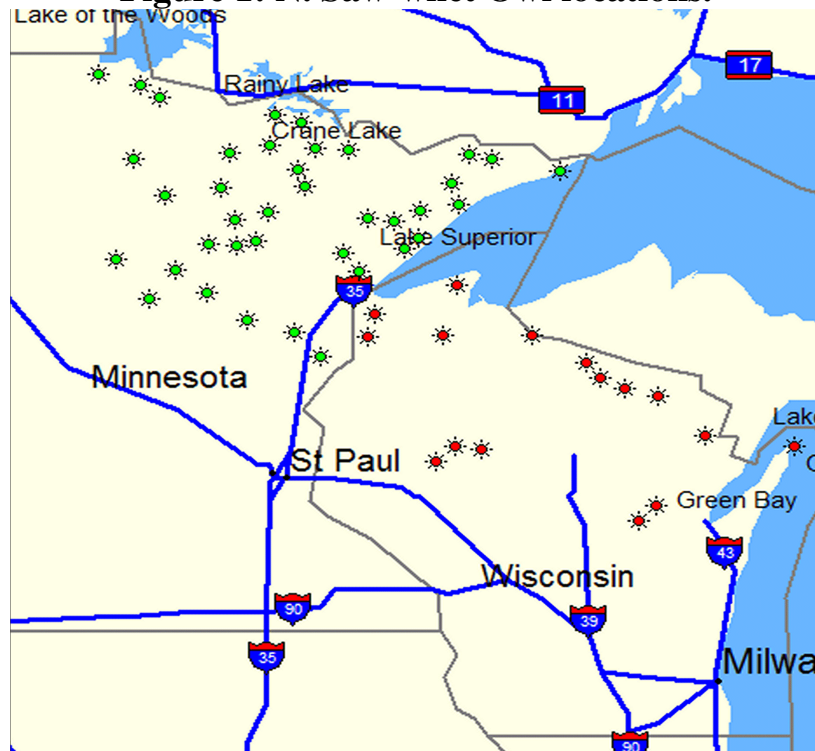 Lake of the Woods
17
Rainy Lake
11
Crane Lake
Lake Superior
35
Minnesota
Lake
St Paul
Green Bay
43
Wisconsin
90
39
35
Milwa
90